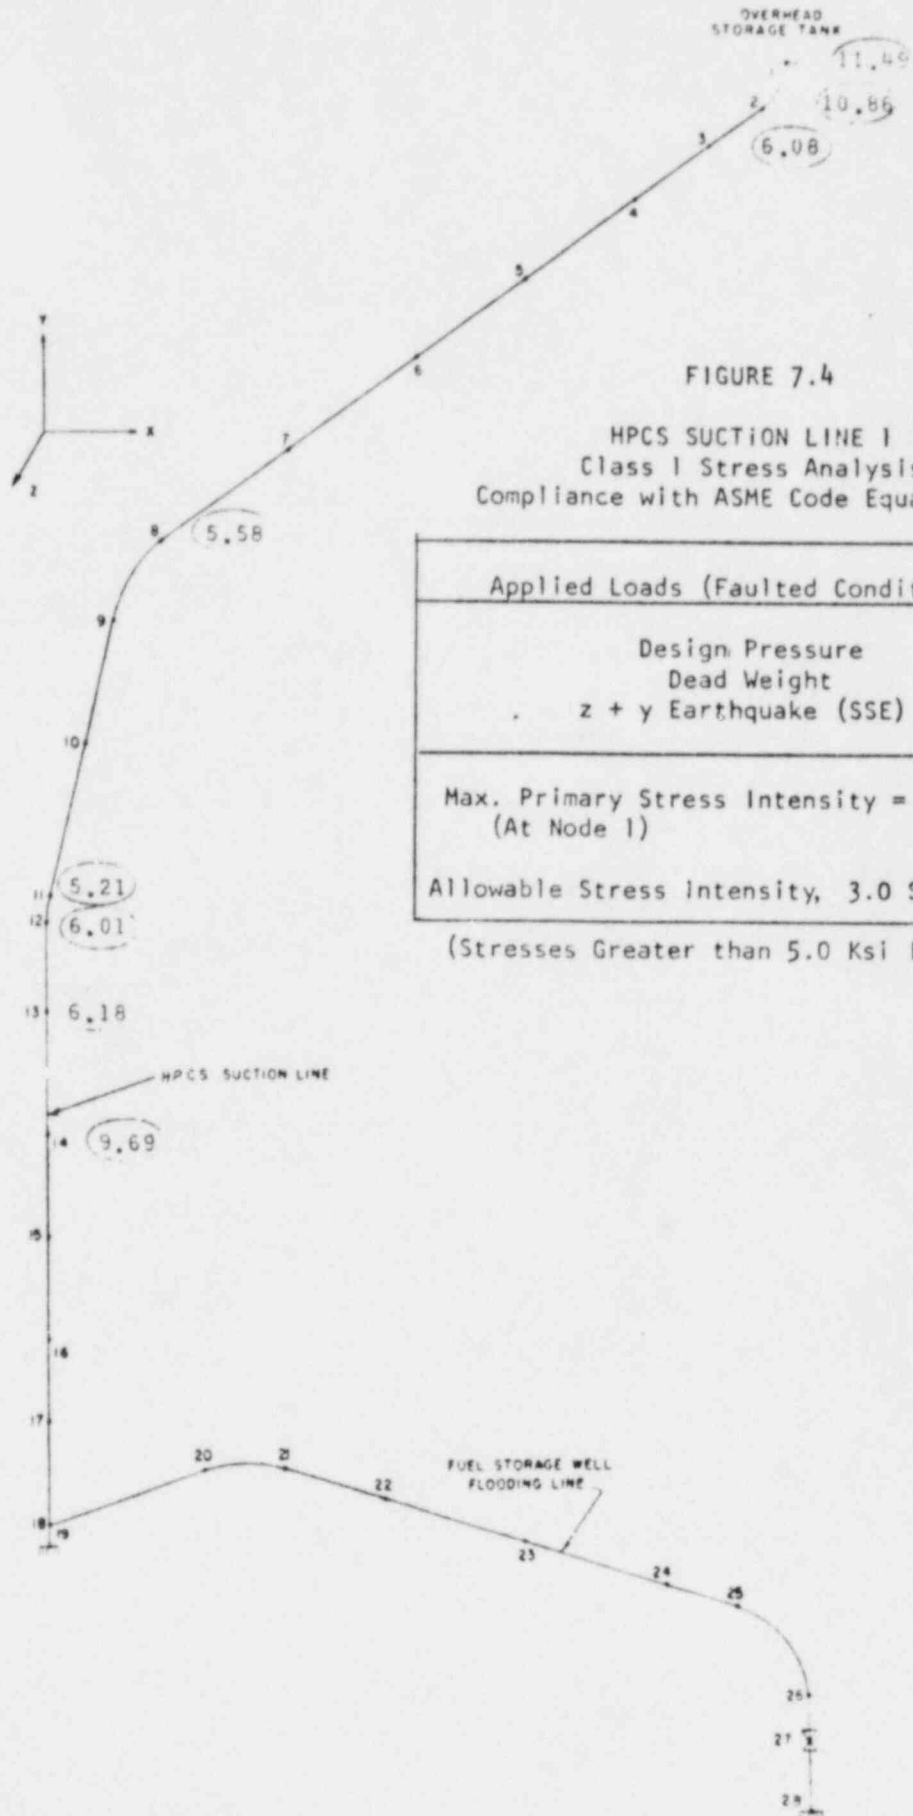 OVERHEAD
STORAGE TANK
11.49
2
10.86
3
6.08
4
5
6
7
8
5.58
Y
X
Z
9
10
FIGURE 7.4
HPCS SUCTION LINE
Class 1 Stress Analysis
Compliance with ASME Code
Applied Loads (Faulted
Design Pressure
Dead Weight
z + y Earthquake (SSE)
Max. Primary Stress Intensity =
(At Node 1)
Allowable Stress Intensity, 3.0
(Stresses Greater than 5.0 Ksi
11
5.21
12
6.01
13
6.18
HPCS SUCTION LINE
14
9.69
15
16
17
18
19
20
21
22
FUEL STORAGE WELL
FLOODING LINE
23
24
25
26
27
28